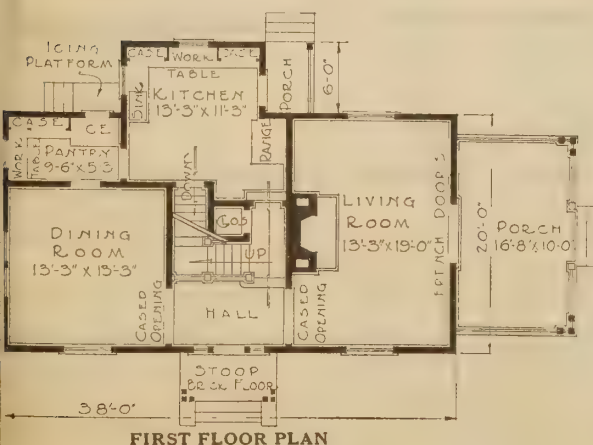 ICING
PLATFORM
CASE
WORK
CASE
TABLE
KITCHEN
13'-3" X 11'-3"
SINK
RANGE
PORCH
6'-0"
CASE
WORK
TABLE
PANTRY
9-6" X 5 3
DOWN
CLOS
UP
DINING
ROOM
13'-3" X 13'-3"
CASED
OPENING
HALL
CASED
OPENING
LIVING
ROOM
13'-3" X 19'-0"
FRENCH DOORS
20'-0"
PORCH
16'-8" X 10'-0"
STOOP
BRICK FLOOR
38'-0"
FIRST FLOOR PLAN